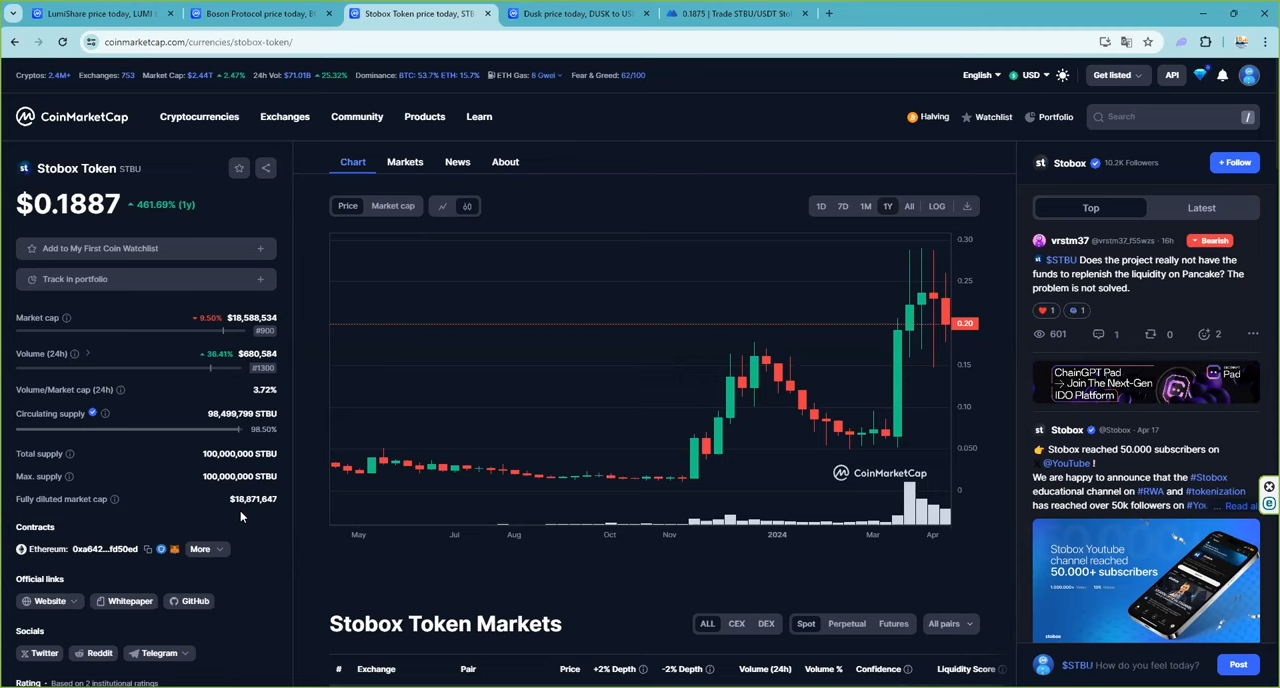 LumiShare price today, LUMI
Boson Protocol price today, B
Stobox Token price today, STB
Dusk price today, DUSK to US
0.1875 | Trade STBU/USDT Sto
coinmarketcap.com/currencies/stobox-token/
Cryptos: 2.4M+ Exchanges: 753 Market Cap: $2.44T 2.47% 24h Vol: $71.01B 25.32% Dominance: BTC: 53.7% ETH: 15.7% ETH Gas: 8 Gwei Fear & Greed: 62/100
English USD Get listed API
CoinMarketCap Cryptocurrencies Exchanges Community Products Learn
Halving Watchlist Portfolio Search /
Stobox Token STBU
$0.1887 461.69% (1y)
Add to My First Coin Watchlist +
Track in portfolio +
Market cap 9.50% $18,588,534
#900
Volume (24h) 36.41% $680,584
#1300
Volume/Market cap (24h) 3.72%
Circulating supply 98,499,799 STBU
98.50%
Total supply 100,000,000 STBU
Max. supply 100,000,000 STBU
Fully diluted market cap $18,871,647
Contracts
Ethereum: 0xa642...fd50ed More
Official links
Website Whitepaper GitHub
Socials
Twitter Reddit Telegram
Rating · Based on 2 institutional ratings
Chart Markets News About
Price Market cap
1D 7D 1M 1Y All LOG
0.30
0.25
0.20
0.15
0.10
0.050
0
CoinMarketCap
May Jul Aug Oct Nov 2024 Mar Apr
Stobox Token Markets
ALL CEX DEX Spot Perpetual Futures All pairs
# Exchange Pair Price +2% Depth -2% Depth Volume (24h) Volume % Confidence Liquidity Score
st Stobox 10.2K Followers + Follow
Top Latest
vrstm37 @vrstm37_f55wzs · 16h Bearish
$STBU Does the project really not have the
funds to replenish the liquidity on Pancake? The
problem is not solved.
1 1
601 1 0 2 ...
ChainGPT Pad
→ Join The Next-Gen
IDO Platform
Pad
st Stobox @Stobox · Apr 17
Stobox reached 50.000 subscribers on
@YouTube !
We are happy to announce that the #Stobox
educational channel on #RWA and #tokenization
has reached over 50k followers on #You ... Read all
Stobox Youtube
channel reached
50.000+ subscribers
stobox
$STBU How do you feel today? Post